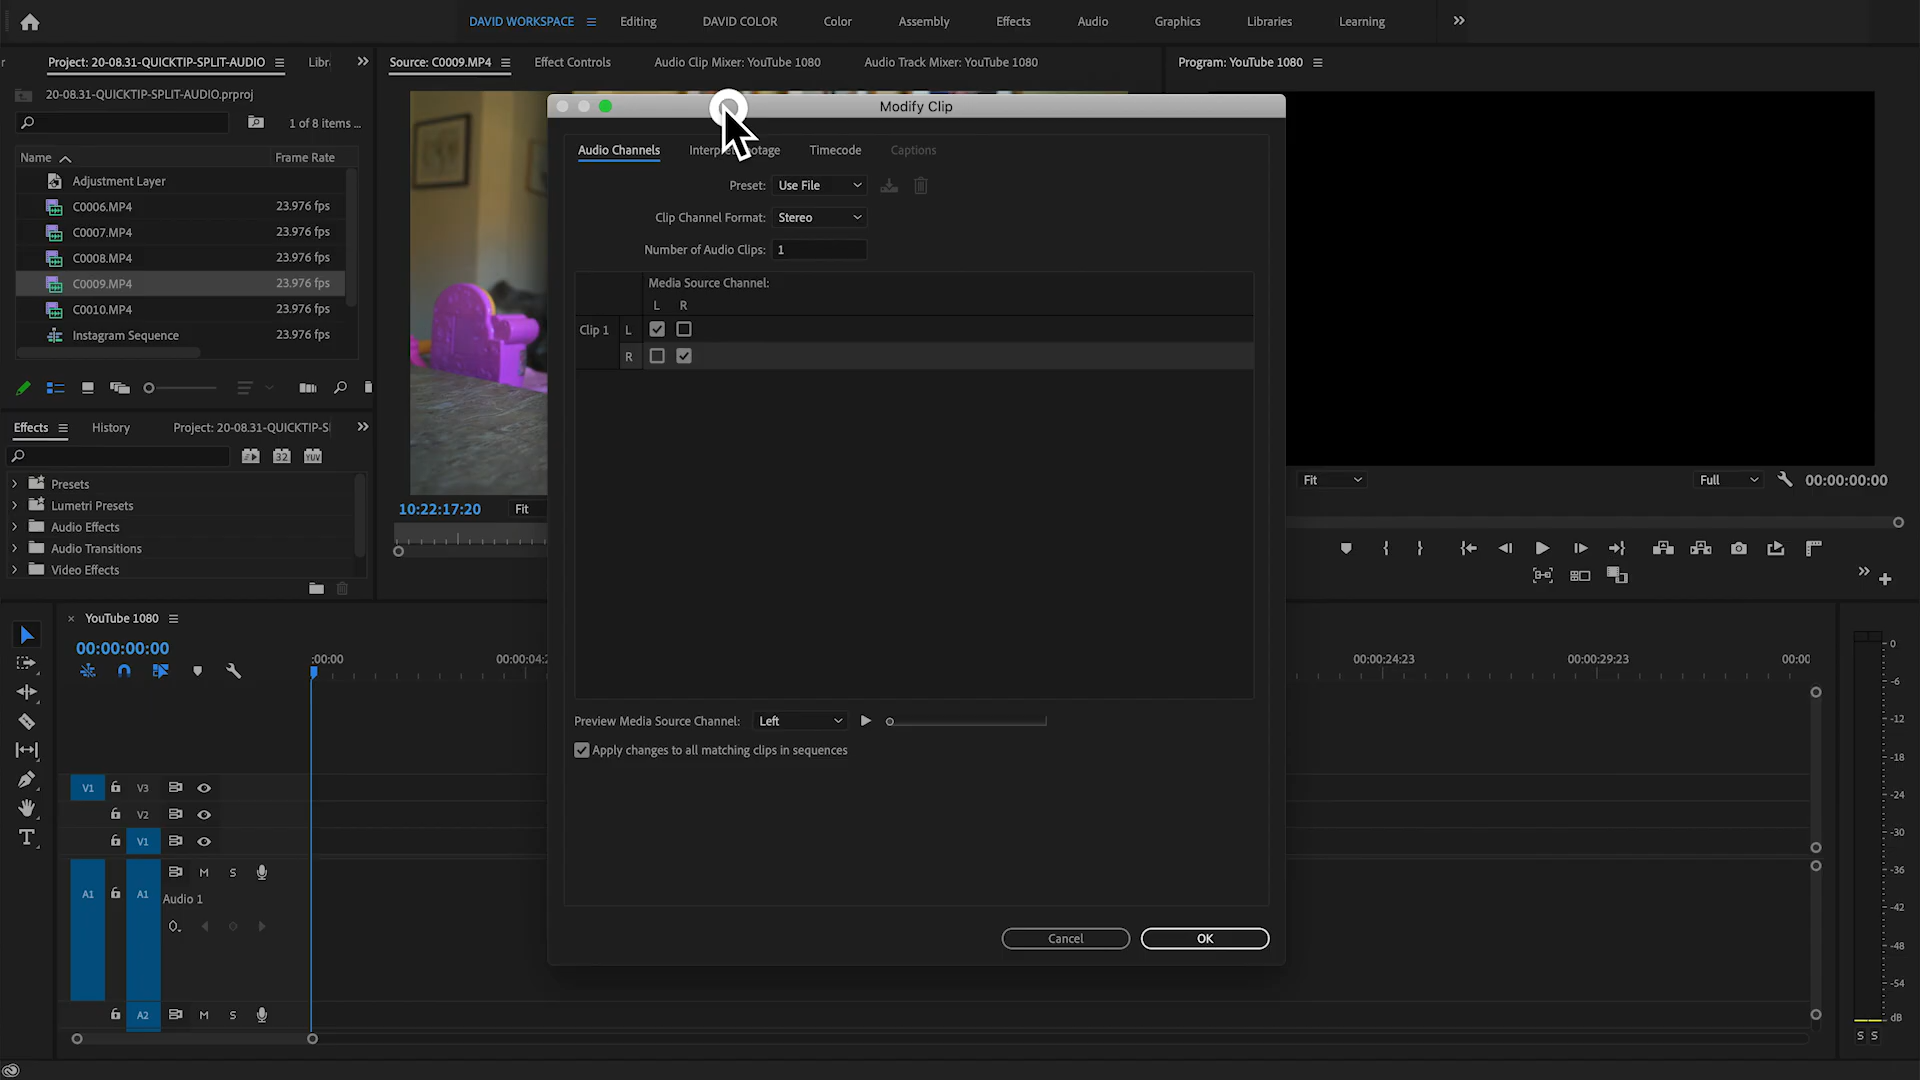 DAVID WORKSPACE Editing DAVID COLOR Color Assembly Effects Audio Graphics Libraries Learning
Project: 20-08.31-QUICKTIP-SPLIT-AUDIO Libr
Source: C0009.MP4 Effect Controls Audio Clip Mixer: YouTube 1080 Audio Track Mixer: YouTube 1080
Program: YouTube 1080
20-08.31-QUICKTIP-SPLIT-AUDIO.prproj
1 of 8 items ...
Name Frame Rate
Adjustment Layer
C0006.MP4 23.976 fps
C0007.MP4 23.976 fps
C0008.MP4 23.976 fps
C0009.MP4 23.976 fps
C0010.MP4 23.976 fps
Instagram Sequence 23.976 fps
Effects History Project: 20-08.31-QUICKTIP-S
32 YUV
Presets
Lumetri Presets
Audio Effects
Audio Transitions
Video Effects
Modify Clip
Audio Channels Timecode Captions
Preset: Use File
Clip Channel Format: Stereo
Number of Audio Clips: 1
Media Source Channel:
L R
Clip 1 L
R
Preview Media Source Channel: Left
Apply changes to all matching clips in sequences
Cancel OK
10:22:17:20 Fit
Fit Full 00:00:00:00
YouTube 1080
00:00:00:00
:00:00 00:00:04:2 00:00:24:23 00:00:29:23 00:00
V1 V3
V2
V1
A1 A1 M S
Audio 1
A2 M S
0
-6
-12
-18
-24
-30
-36
-42
-48
-54
dB
S S